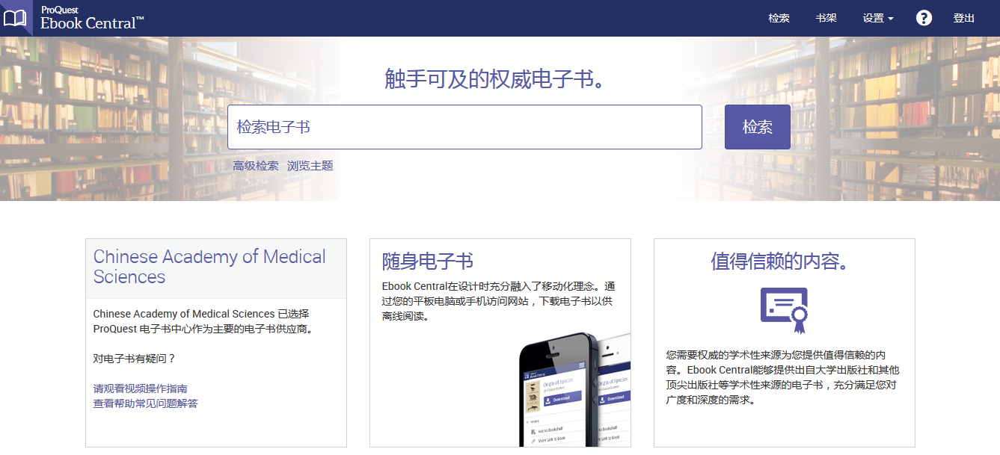 ProQuest
Ebook Central™
检索 书架 设置 登出
触手可及的权威电子书。
检索电子书
检索
高级检索 浏览主题
Chinese Academy of Medical
Sciences
Chinese Academy of Medical Sciences 已选择
ProQuest 电子书中心作为主要的电子书供应商。
对电子书有疑问？
请观看视频操作指南
查看帮助常见问题解答
随身电子书
Ebook Central在设计时充分融入了移动化理念。通
过您的平板电脑或手机访问网站，下载电子书以供
离线阅读。
Ebook Central
Origin of Species
Download
Add to Bookshelf
Share Link to Book
Origin of Species
Download
to Bookshelf
Link to Book
值得信赖的内容。
您需要权威的学术性来源为您提供值得信赖的内
容。Ebook Central能够提供出自大学出版社和其他
顶尖出版社等学术性来源的电子书，充分满足您对
广度和深度的需求。